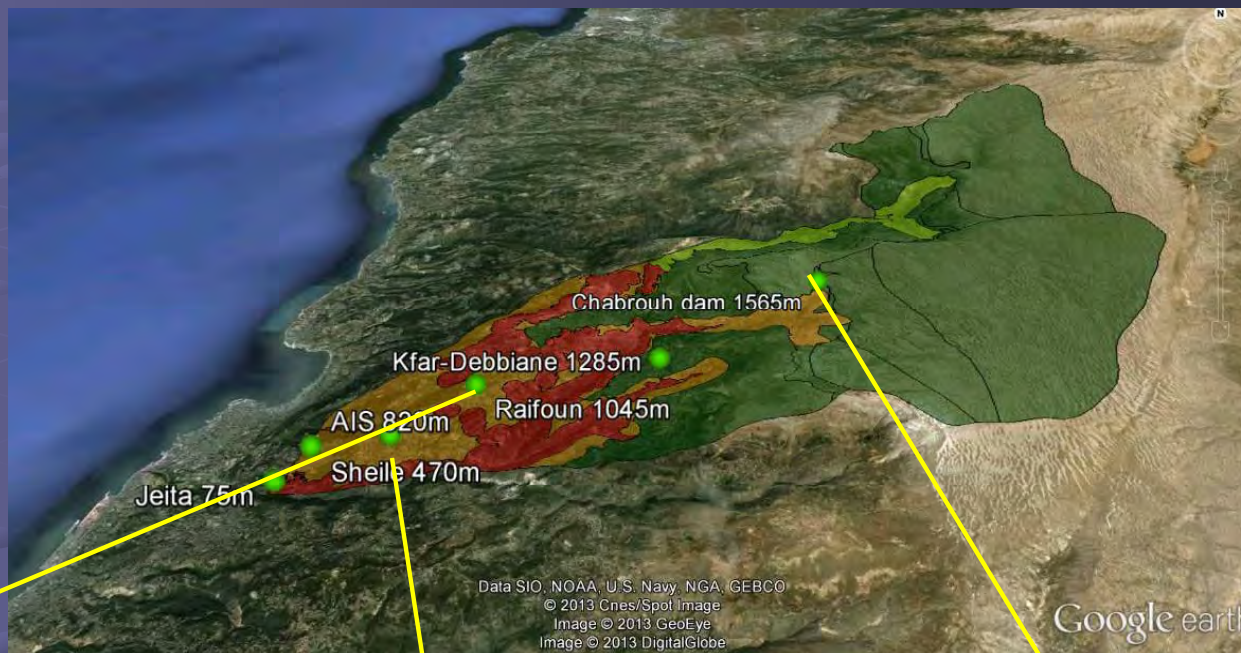 N
Chabrouh dam 1565m
Kfar-Debbiane 1285m
Raifoun 1045m
AIS 820m
Sheile 470m
Jeita 75m
Data SIO, NOAA, U.S. Navy, NGA, GEBCO
© 2013 Cnes/Spot Image
Image © 2013 GeoEye
Image © 2013 DigitalGlobe
Google earth